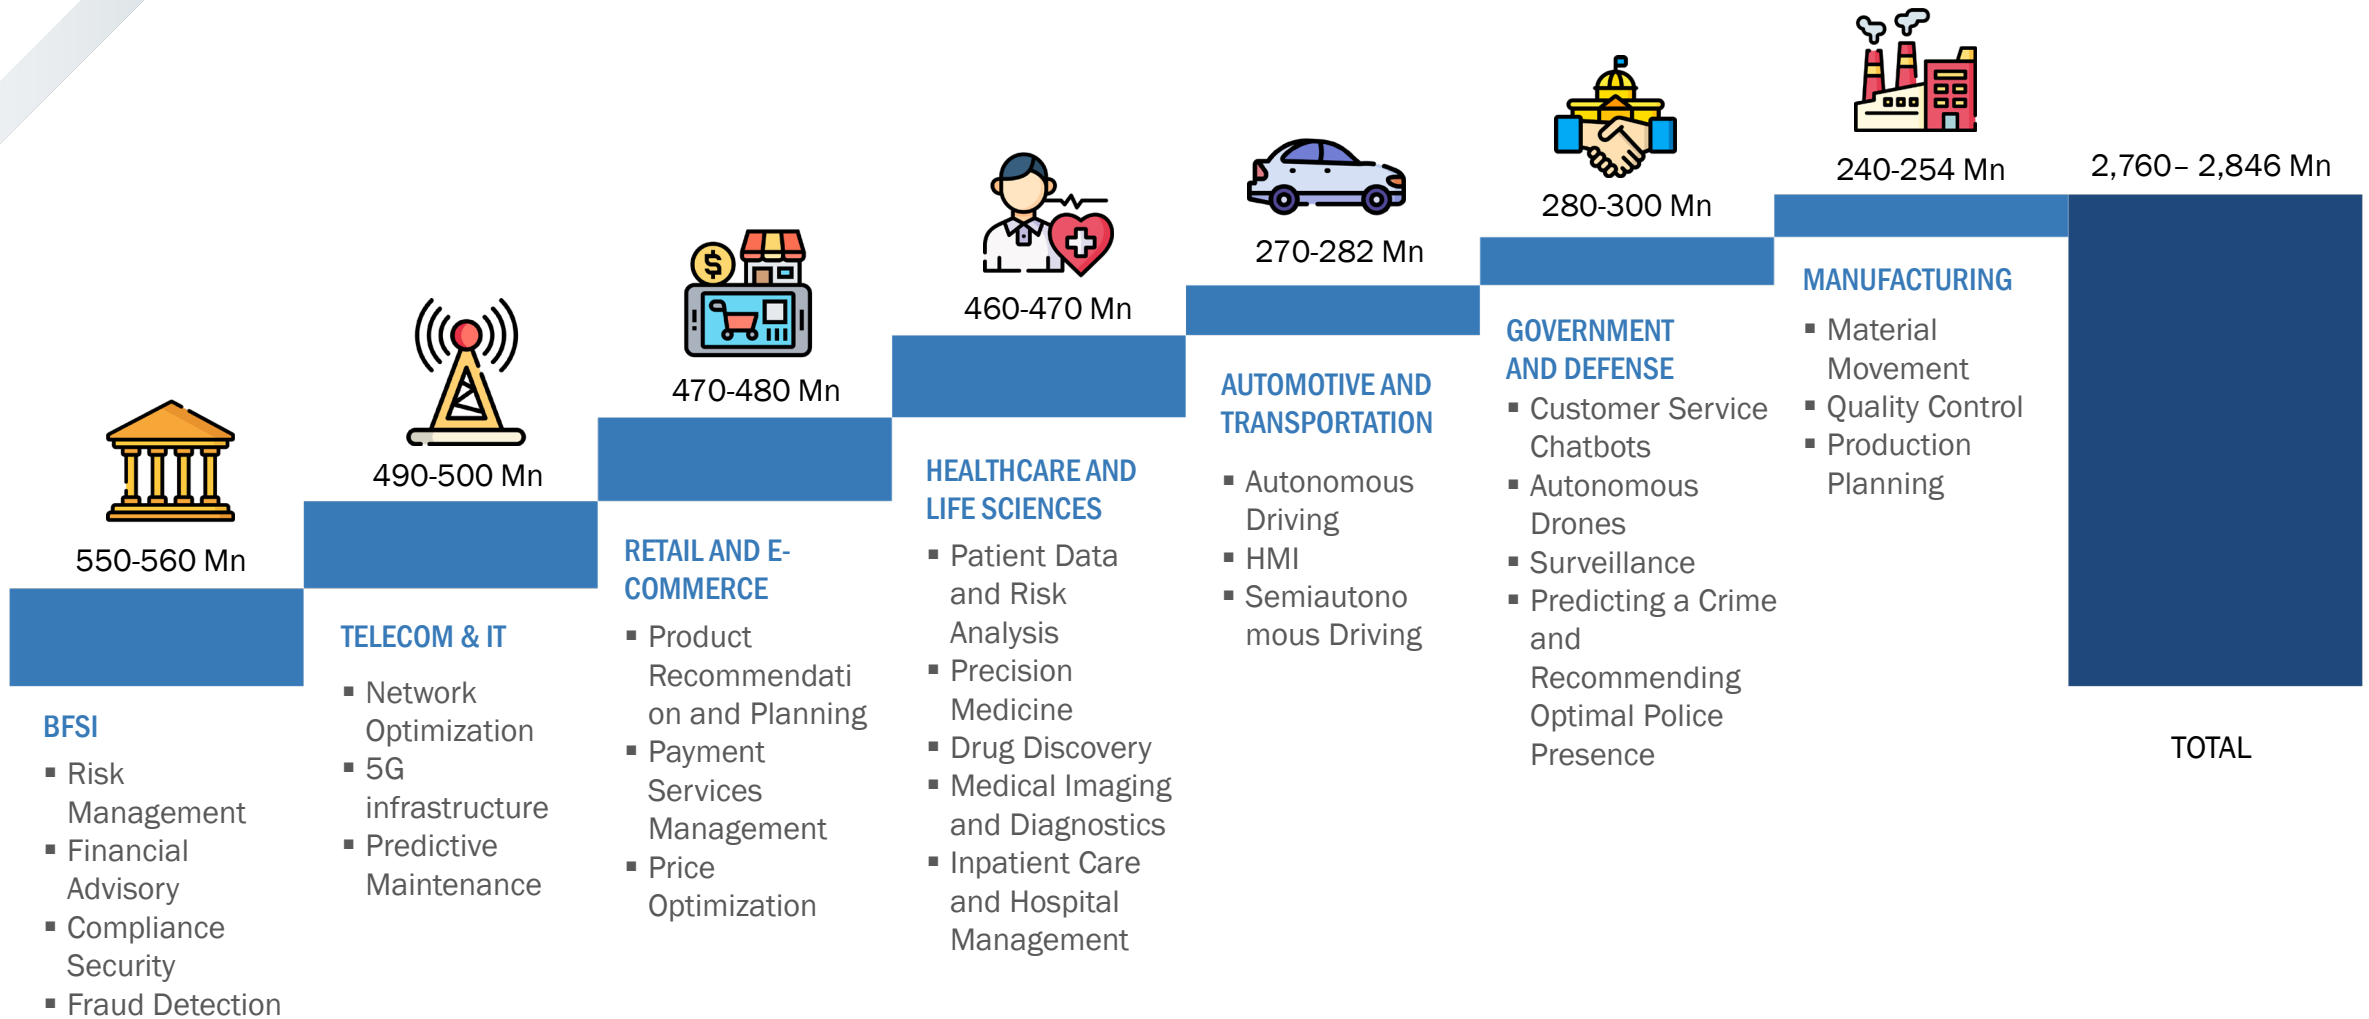 550-560 Mn
BFSI
▪ Risk
Management
▪ Financial
Advisory
▪ Compliance
Security
▪ Fraud Detection
490-500 Mn
TELECOM & IT
▪ Network
Optimization
▪ 5G
infrastructure
▪ Predictive
Maintenance
470-480 Mn
RETAIL AND E-
COMMERCE
▪ Product
Recommendati
on and Planning
▪ Payment
Services
Management
▪ Price
Optimization
460-470 Mn
HEALTHCARE AND
LIFE SCIENCES
▪ Patient Data
and Risk
Analysis
▪ Precision
Medicine
▪ Drug Discovery
▪ Medical Imaging
and Diagnostics
▪ Inpatient Care
and Hospital
Management
270-282 Mn
AUTOMOTIVE AND
TRANSPORTATION
▪ Autonomous
Driving
▪ HMI
▪ Semiautono
mous Driving
280-300 Mn
GOVERNMENT
AND DEFENSE
▪ Customer Service
Chatbots
▪ Autonomous
Drones
▪ Surveillance
▪ Predicting a Crime
and
Recommending
Optimal Police
Presence
240-254 Mn
MANUFACTURING
▪ Material
Movement
▪ Quality Control
▪ Production
Planning
2,760– 2,846 Mn
TOTAL